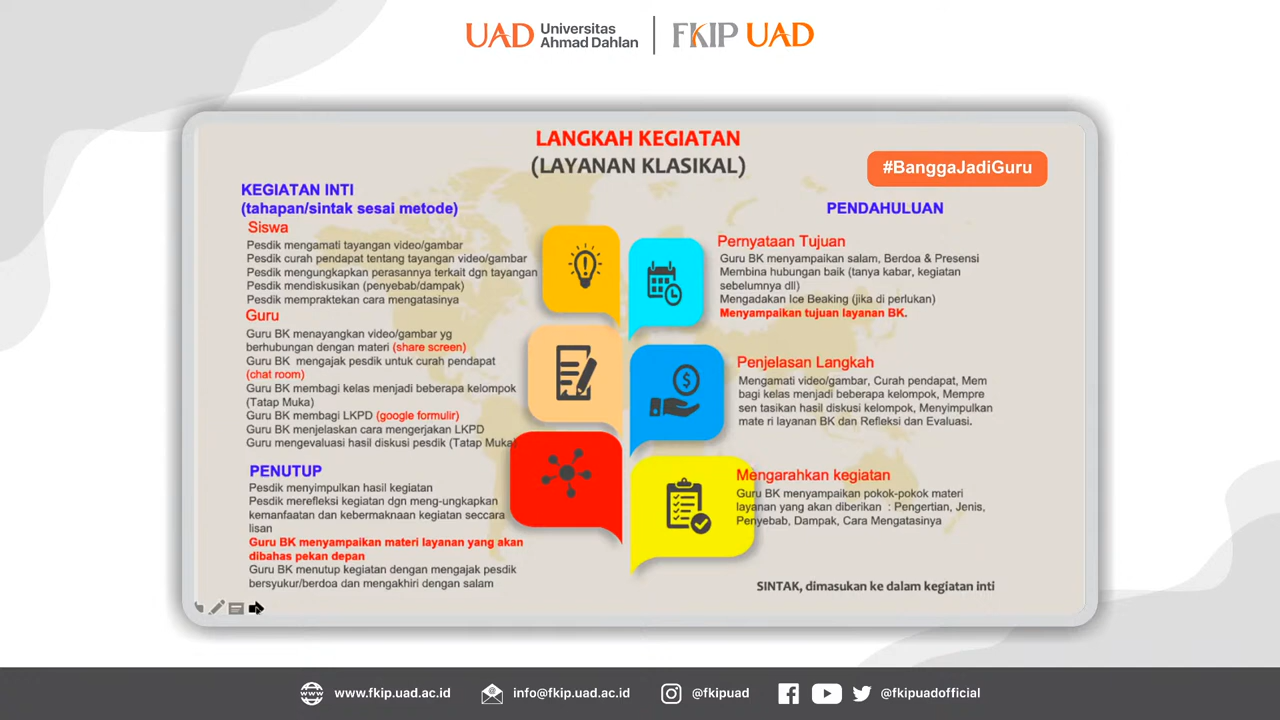 UAD Universitas Ahmad Dahlan
FKIP UAD
LANGKAH KEGIATAN
(LAYANAN KLASIKAL)
#BanggaJadiGuru
KEGIATAN INTI
(tahapan/sintak sesai metode)
Siswa
Pesdik mengamati tayangan video/gambar
Pesdik curah pendapat tentang tayangan video/gambar
Pesdik mengungkapkan perasannya terkait dgn tayangan
Pesdik mendiskusikan (penyebab/dampak)
Pesdik mempraktekan cara mengatasinya
Guru
Guru BK menayangkan video/gambar yg
berhubungan dengan materi (share screen)
Guru BK mengajak pesdik untuk curah pendapat
(chat room)
Guru BK membagi kelas menjadi beberapa kelompok
(Tatap Muka)
Guru BK membagi LKPD (google formulir)
Guru BK menjelaskan cara mengerjakan LKPD
Guru mengevaluasi hasil diskusi pesdik (Tatap Muka)
PENUTUP
Pesdik menyimpulkan hasil kegiatan
Pesdik merefleksi kegiatan dgn meng-ungkapkan
kemanfaatan dan kebermaknaan kegiatan seccara
lisan
Guru BK menyampaikan materi layanan yang akan
dibahas pekan depan
Guru BK menutup kegiatan dengan mengajak pesdik
bersyukur/berdoa dan mengakhiri dengan salam
PENDAHULUAN
Pernyataan Tujuan
Guru BK menyampaikan salam, Berdoa & Presensi
Membina hubungan baik (tanya kabar, kegiatan
sebelumnya dll)
Mengadakan Ice Beaking (jika di perlukan)
Menyampaikan tujuan layanan BK.
Penjelasan Langkah
Mengamati video/gambar, Curah pendapat, Mem
bagi kelas menjadi beberapa kelompok, Mempre
sen tasikan hasil diskusi kelompok, Menyimpulkan
mate ri layanan BK dan Refleksi dan Evaluasi.
Mengarahkan kegiatan
Guru BK menyampaikan pokok-pokok materi
layanan yang akan diberikan : Pengertian, Jenis,
Penyebab, Dampak, Cara Mengatasinya
SINTAK, dimasukan ke dalam kegiatan inti
www.fkip.uad.ac.id
info@fkip.uad.ac.id
@fkipuad
@fkipuadofficial